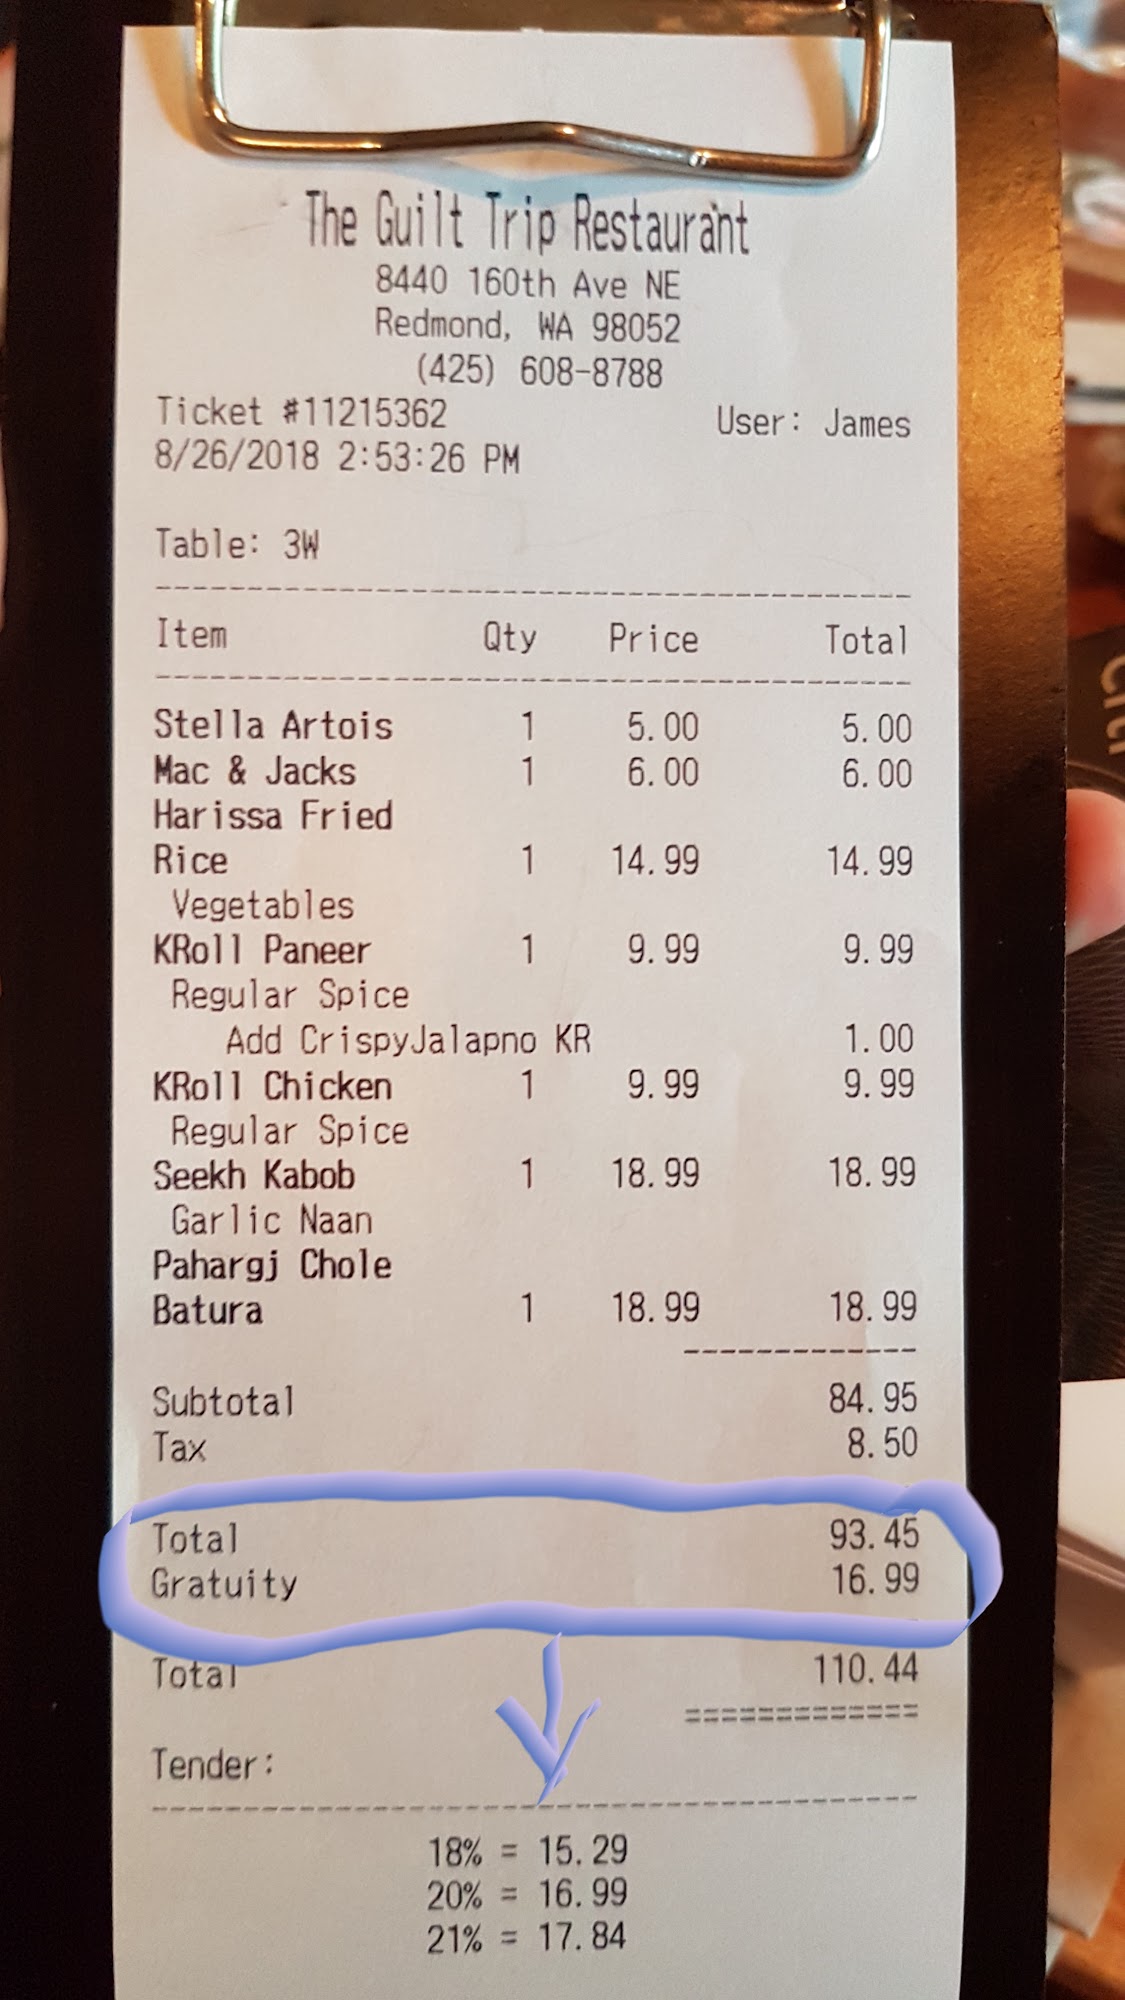 The Guilt Trip Restaurant
8440 160th Ave NE
Redmond, WA 98052
(425) 608-8788
Ticket #11215362 User: James
8/26/2018 2:53:26 PM
Table: 3W
Item Qty Price Total
Stella Artois 1 5.00 5.00
Mac & Jacks 1 6.00 6.00
Harissa Fried
Rice 1 14.99 14.99
Vegetables
KRoll Paneer 1 9.99 9.99
Regular Spice
Add CrispyJalapno KR 1.00
KRoll Chicken 1 9.99 9.99
Regular Spice
Seekh Kabob 1 18.99 18.99
Garlic Naan
Pahargj Chole
Batura 1 18.99 18.99
Subtotal 84.95
Tax 8.50
Total 93.45
Gratuity 16.99
Total 110.44
=============
Tender:
18% = 15.29
20% = 16.99
21% = 17.84
citi